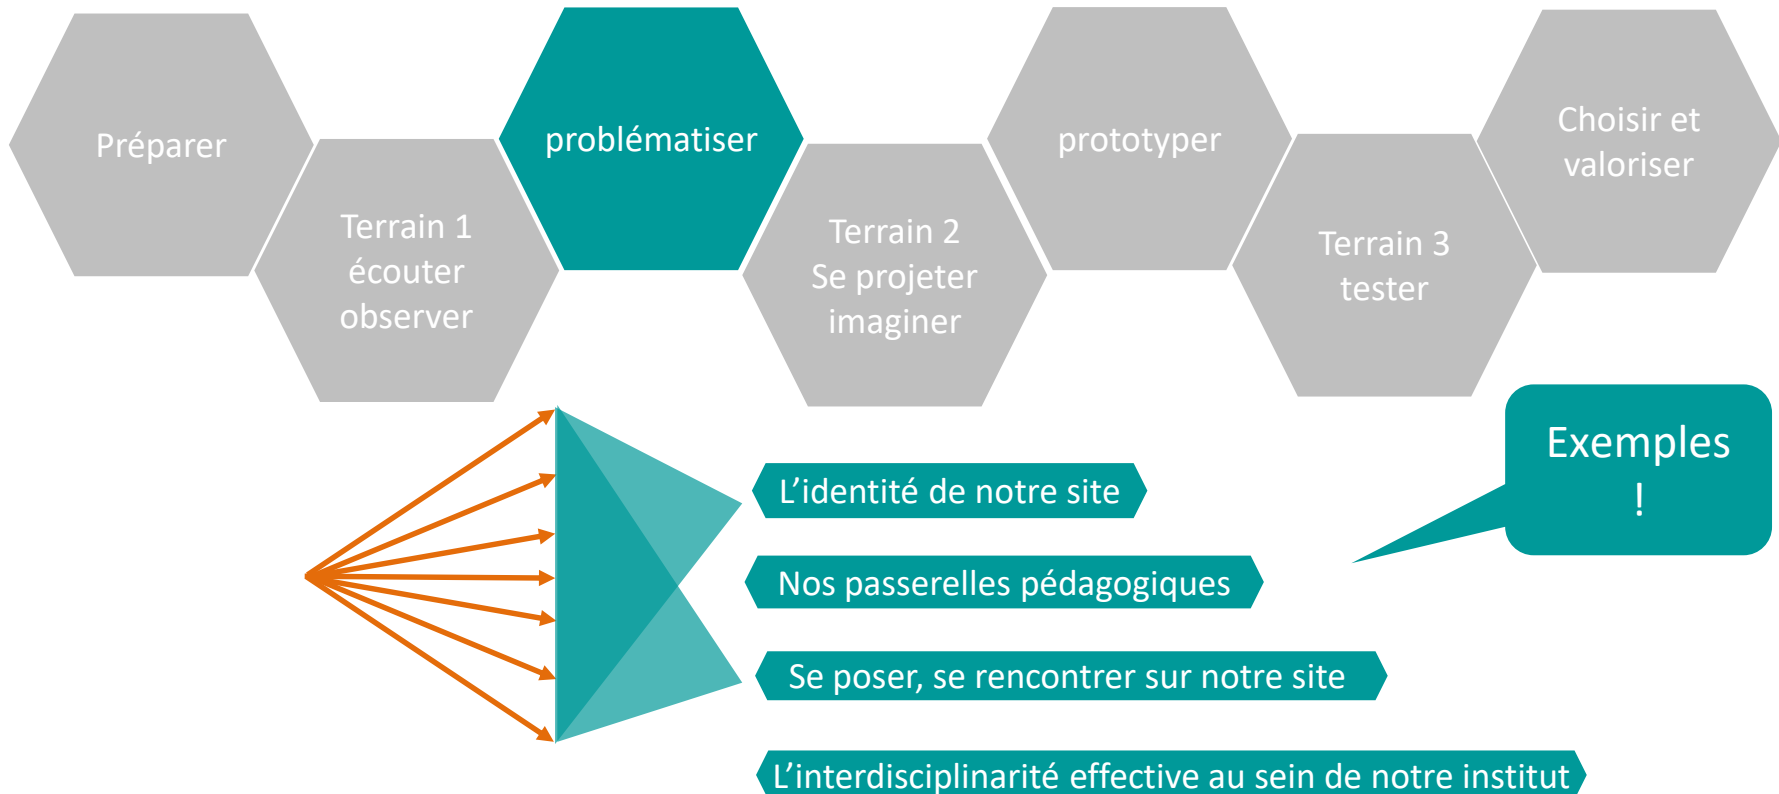 Préparer
Terrain 1
écouter
observer
problématiser
Terrain 2
Se projeter
imaginer
prototyper
Terrain 3
tester
Choisir et
valoriser
Exemples
!
L’identité de notre site
Nos passerelles pédagogiques
Se poser, se rencontrer sur notre site
L’interdisciplinarité effective au sein de notre institut